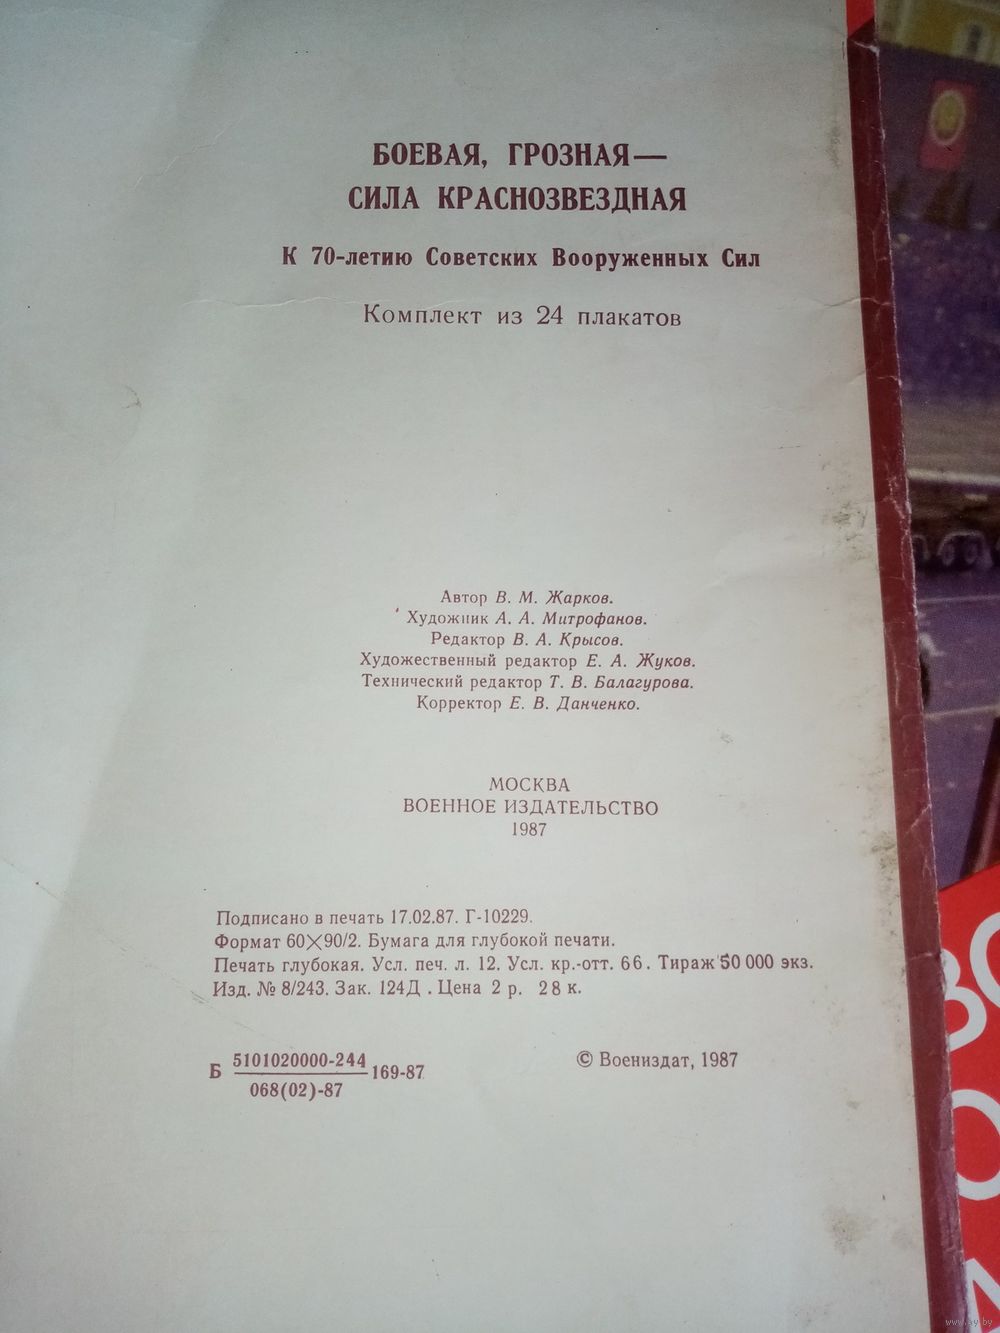 БОЕВАЯ, ГРОЗНАЯ—
СИЛА КРАСНОЗВЕЗДНАЯ
К 70-летию Советских Вооруженных Сил
Комплект из 24 плакатов
Автор В. М. Жарков.
Художник А. А. Митрофанов.
Редактор В. А. Крысов.
Художественный редактор Е. А. Жуков.
Технический редактор Т. В. Балагурова.
Корректор Е. В. Данченко.
МОСКВА
ВОЕННОЕ ИЗДАТЕЛЬСТВО
1987
Подписано в печать 17.02.87. Г-10229.
Формат 60×90/2. Бумага для глубокой печати.
Печать глубокая. Усл. печ. л. 12. Усл. кр.-отт. 66. Тираж 50 000 экз.
Изд. № 8/243. Зак. 124Д. Цена 2 р. 28 к.
Б 5101020000-244 169-87
068(02)-87
© Воениздат, 1987